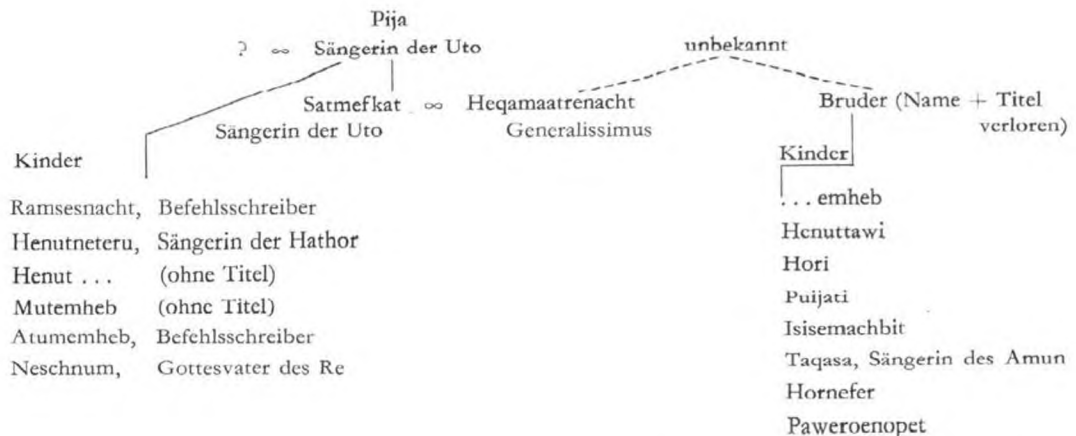 Pija
? ∞ Sängerin der Uto
unbekannt
Satmefkat ∞ Heqamaatrenacht
Bruder (Name + Titel
Sängerin der Uto
Generalissimus
verloren)
Kinder
Kinder
Ramsesnacht, Befehlsschreiber
Henutneteru, Sängerin der Hathor
Henut ... (ohne Titel)
Mutemheb (ohne Titel)
Atumemheb, Befehlsschreiber
Neschnum, Gottesvater des Re
... emheb
Henuttawi
Hori
Puijati
Isisemachbit
Taqasa, Sängerin des Amun
Hornefer
Paweroenopet